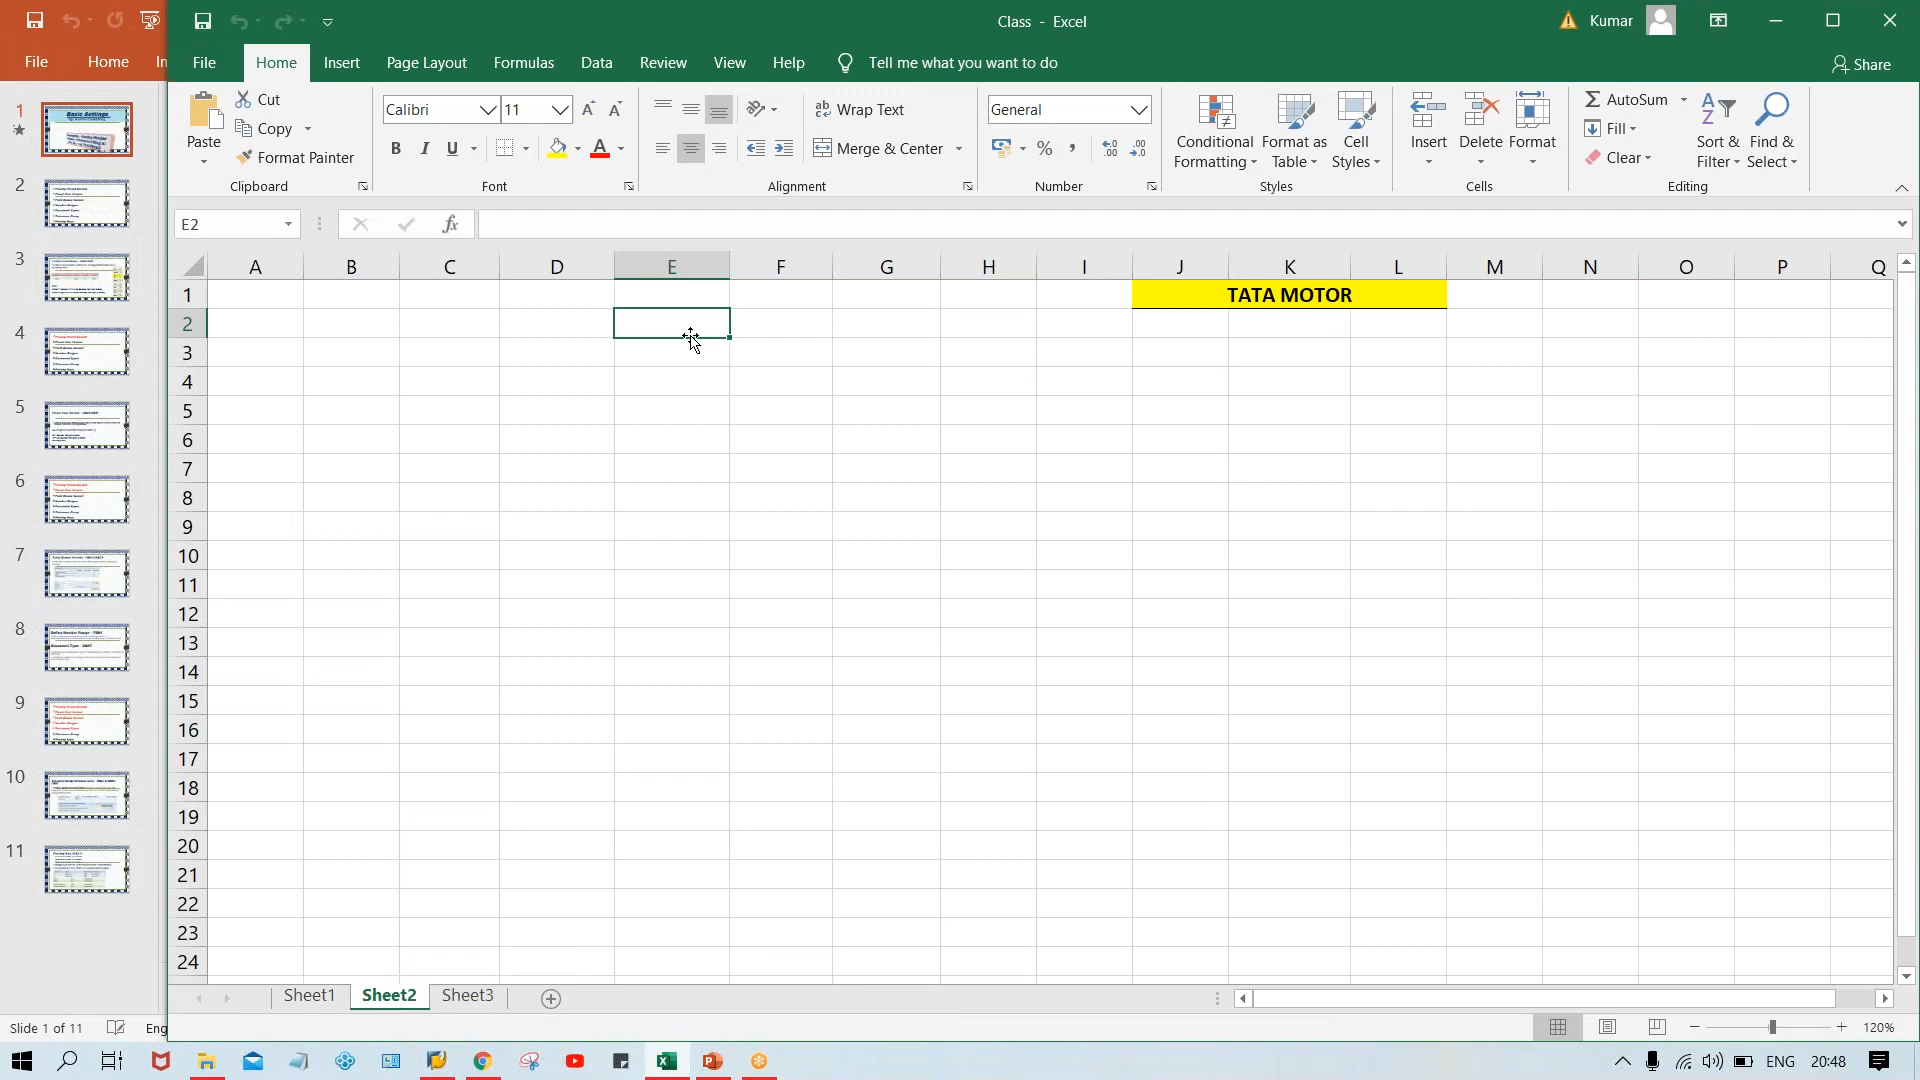 Class - Excel
Kumar
File
Home
In
File
Home
Insert
Page Layout
Formulas
Data
Review
View
Help
Tell me what you want to do
Share
Paste
Cut
Copy
Format Painter
Clipboard
Calibri
11
B I U
Font
Wrap Text
Merge & Center
Alignment
General
Number
Conditional
Formatting
Format as
Table
Cell
Styles
Styles
Insert
Delete
Format
Cells
AutoSum
Fill
Clear
Sort &
Filter
Find &
Select
Editing
E2
fx
A B C D E F G H I J K L M N O P Q
1
TATA MOTOR
2
3
4
5
6
7
8
9
10
11
12
13
14
15
16
17
18
19
20
21
22
23
24
1
Basic Settings
2
3
4
5
6
7
8
9
10
11
Sheet1
Sheet2
Sheet3
Slide 1 of 11
Eng
120%
ENG
20:48